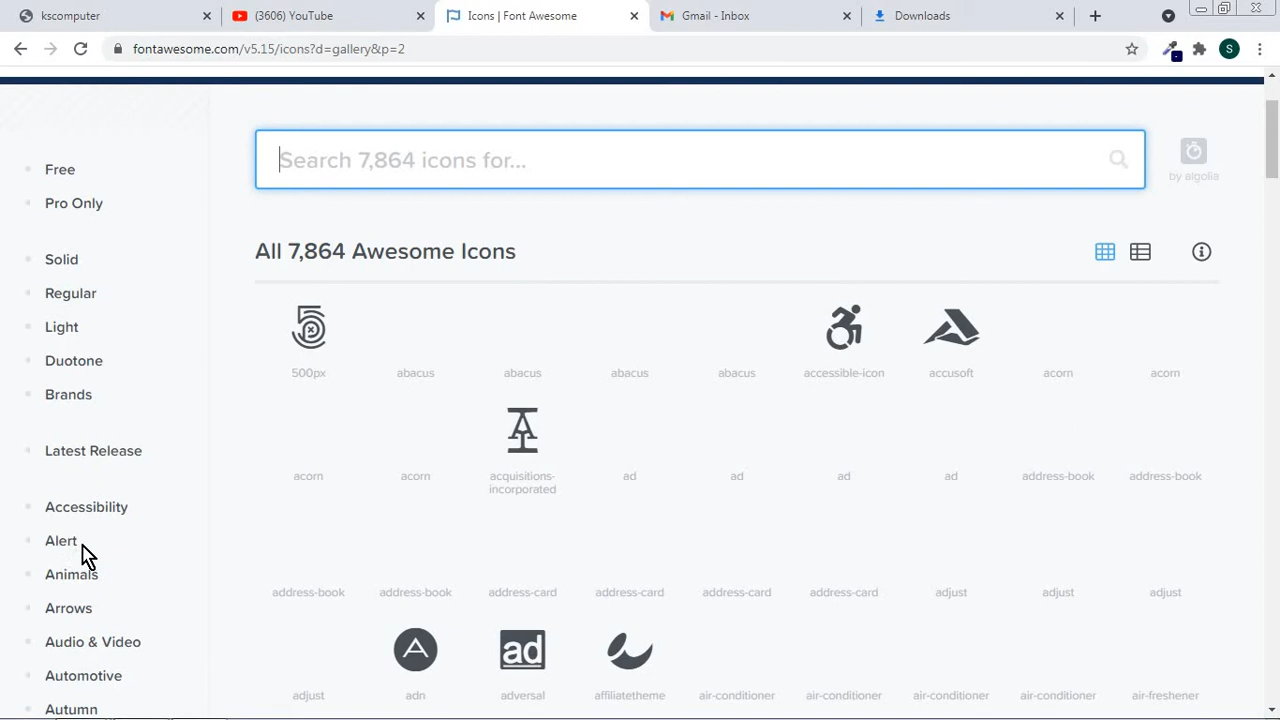 kscomputer
(3606) YouTube
Icons | Font Awesome
Gmail - Inbox
Downloads
fontawesome.com/v5.15/icons?d=gallery&p=2
S
Search 7,864 icons for...
by algolia
Free
Pro Only
Solid
Regular
Light
Duotone
Brands
Latest Release
Accessibility
Alert
Animals
Arrows
Audio & Video
Automotive
Autumn
All 7,864 Awesome Icons
500px abacus abacus abacus abacus accessible-icon accusoft acorn acorn
acorn acorn acquisitions-incorporated ad ad ad ad address-book address-book
address-book address-book address-card address-card address-card address-card adjust adjust adjust
ad
adjust adn adversal affiliatetheme air-conditioner air-conditioner air-conditioner air-conditioner air-freshener